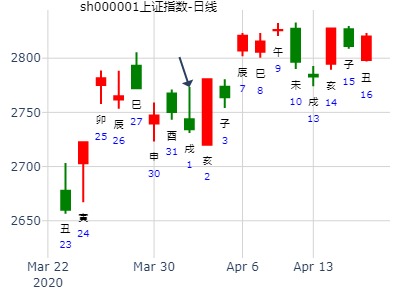 sh000001上证指数-日线
2800
2750
2700
2650
丑
23
寅
24
卯
25
辰
26
巳
27
申
30
酉
31
戌
1
亥
2
子
3
辰
7
巳
8
午
9
未
10
戌
13
亥
14
子
15
丑
16
Mar 22
2020
Mar 30
Apr 6
Apr 13